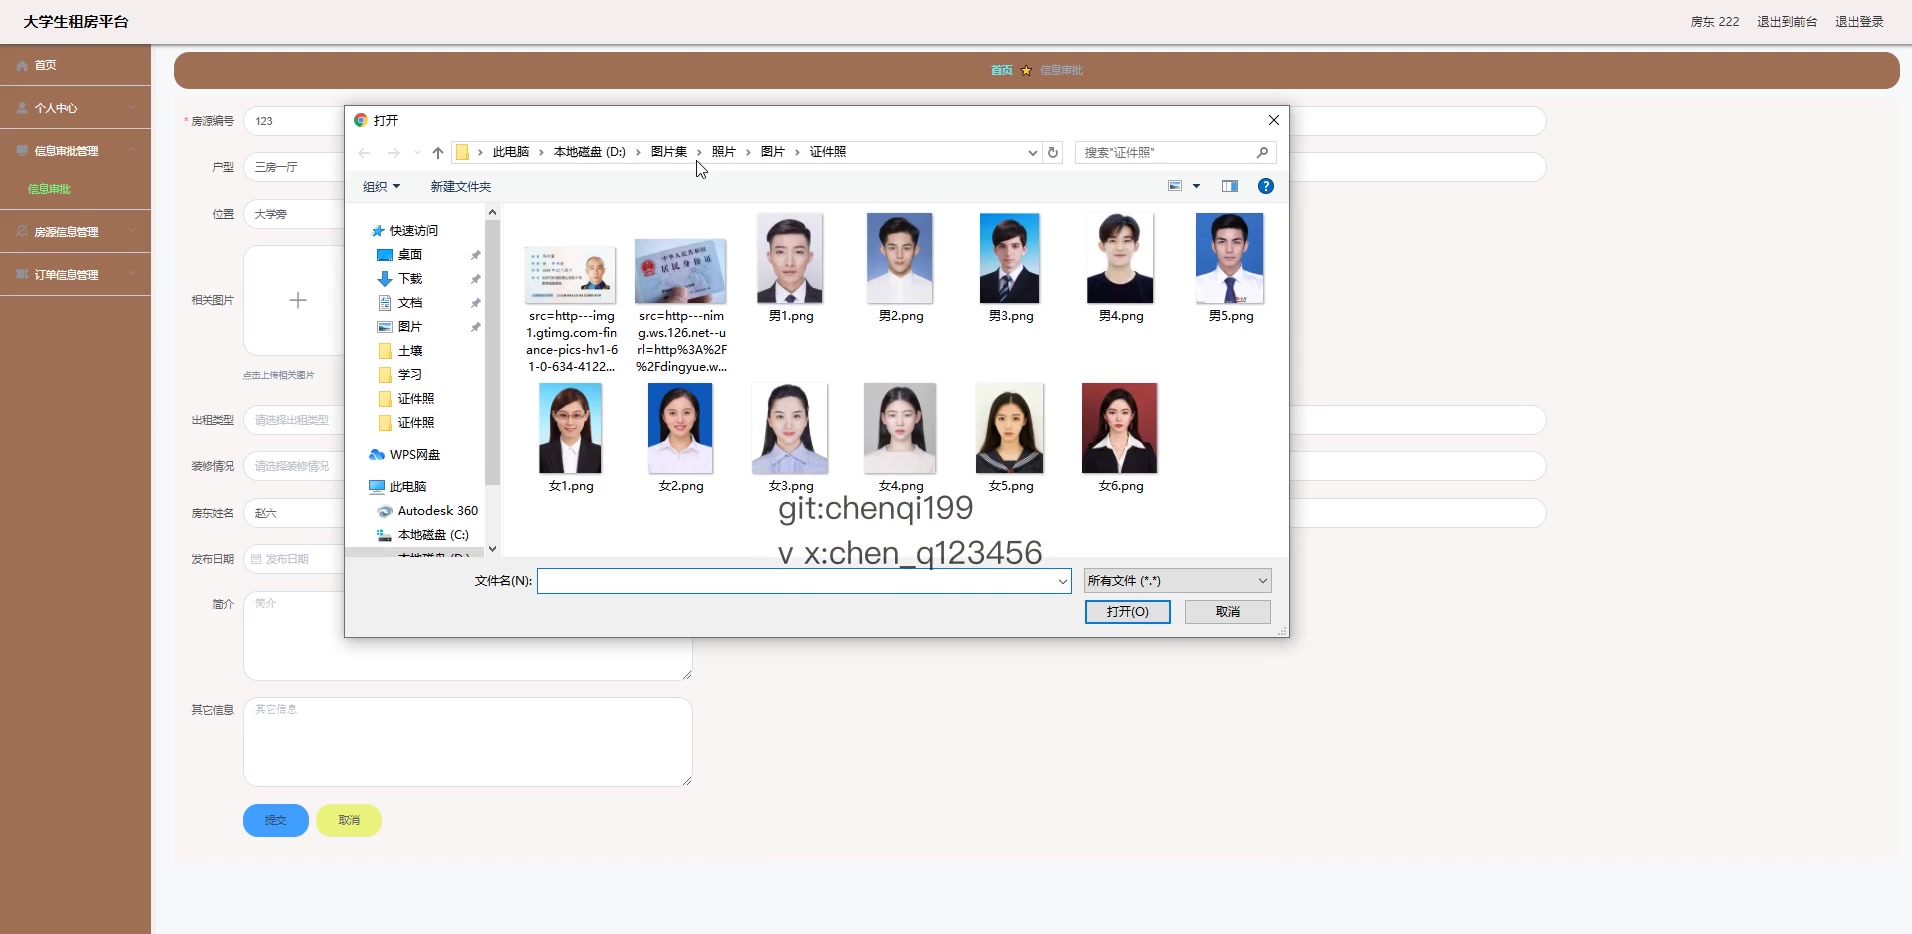 大学生租房平台
房东 222 退出到前台 退出登录
首页
个人中心
信息审批管理
信息审批
房源信息管理
订单信息管理
首页 信息审批
* 房源编号 123
户型 三房一厅
位置 大学旁
相关图片
点击上传相关图片
出租类型 请选择出租类型
装修情况 请选择装修情况
房东姓名 赵六
发布日期 发布日期
简介 简介
其它信息 其它信息
提交 取消
打开
此电脑 › 本地磁盘 (D:) › 图片集 › 照片 › 图片 › 证件照
搜索"证件照"
组织 新建文件夹
快速访问
桌面
下载
文档
图片
土壤
学习
证件照
证件照
WPS网盘
此电脑
Autodesk 360
本地磁盘 (C:)
src=http---img
1.gtimg.com-fin
ance-pics-hv1-6
1-0-634-4122...
src=http---nim
g.ws.126.net--u
rl=http%3A%2F
%2Fdingyue.w...
男1.png
男2.png
男3.png
男4.png
男5.png
女1.png
女2.png
女3.png
女4.png
女5.png
女6.png
git:chenqi199
v x:chen_q123456
文件名(N):
所有文件 (*.*)
打开(O) 取消